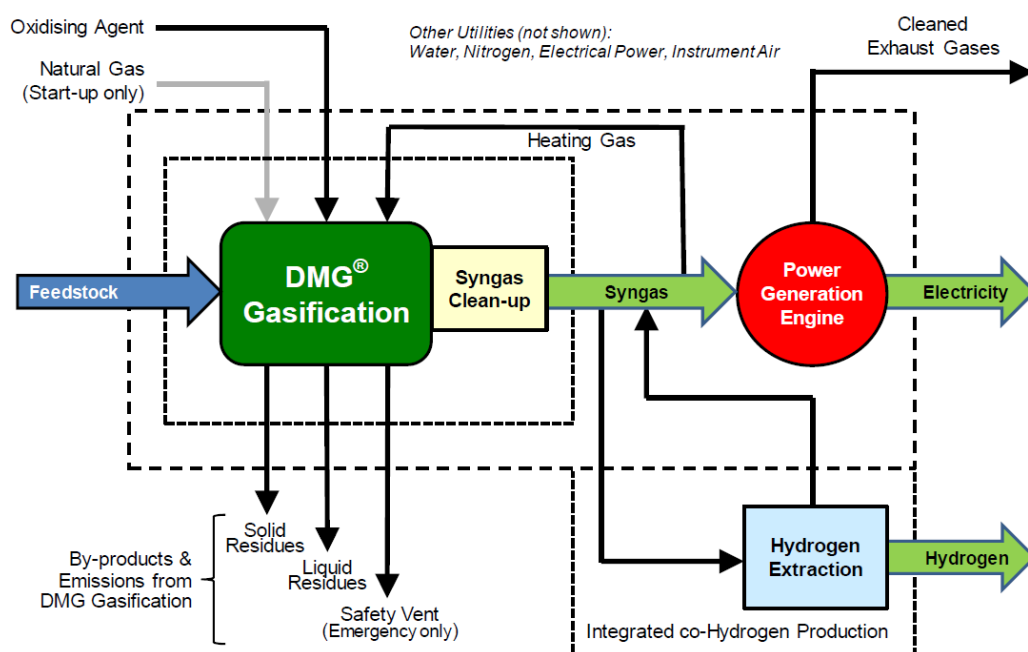 Oxidising Agent
Natural Gas
(Start-up only)
Other Utilities (not shown):
Water, Nitrogen, Electrical Power, Instrument Air
Cleaned
Exhaust Gases
Heating Gas
Feedstock
DMG®
Gasification
Syngas
Clean-up
Syngas
Power
Generation
Engine
Electricity
By-products &
Emissions from
DMG Gasification
Solid
Residues
Liquid
Residues
Safety Vent
(Emergency only)
Hydrogen
Extraction
Hydrogen
Integrated co-Hydrogen Production